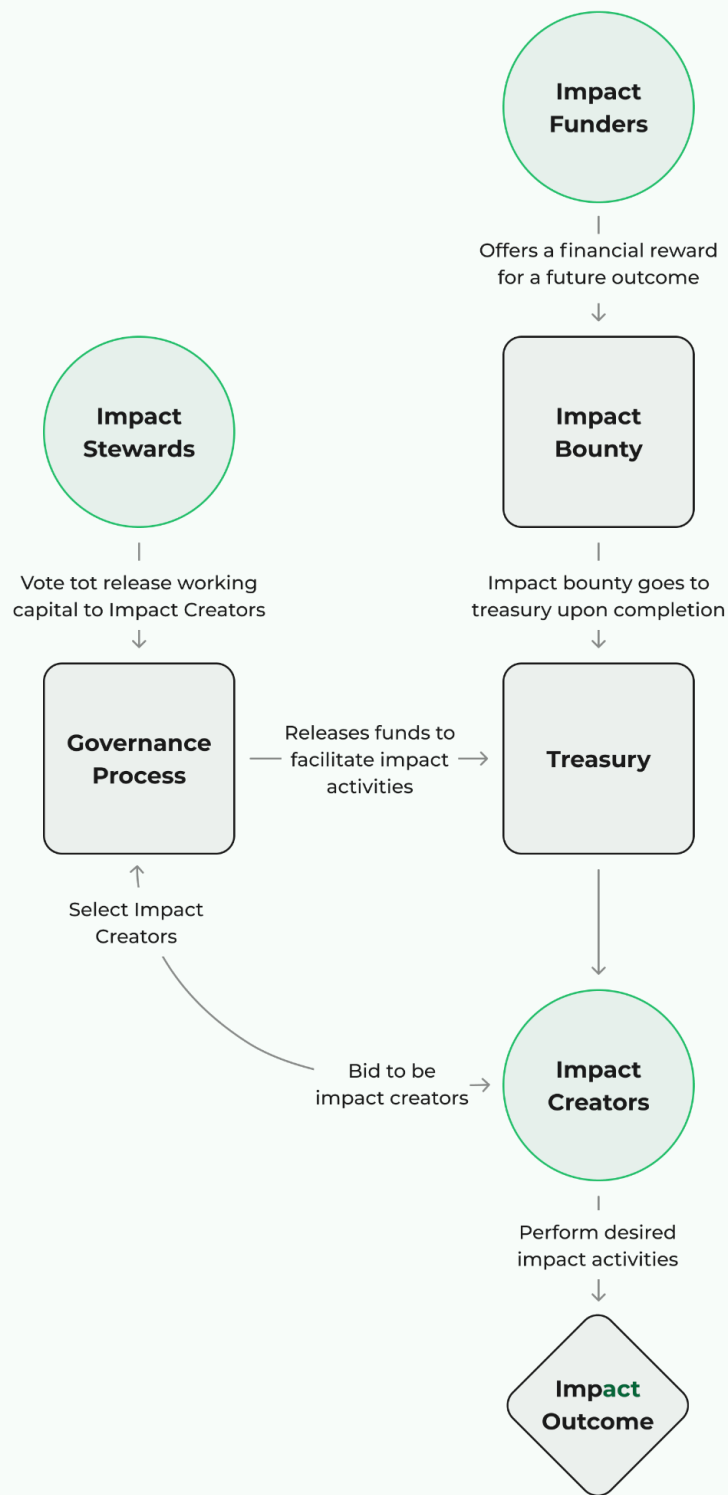 Impact
Funders
Offers a financial reward
for a future outcome
Impact
Stewards
Impact
Bounty
Vote tot release working
capital to Impact Creators
Impact bounty goes to
treasury upon completion
Governance
Process
Releases funds to
facilitate impact
activities
Treasury
Select Impact
Creators
Bid to be
impact creators
Impact
Creators
Perform desired
impact activities
Impact
Outcome